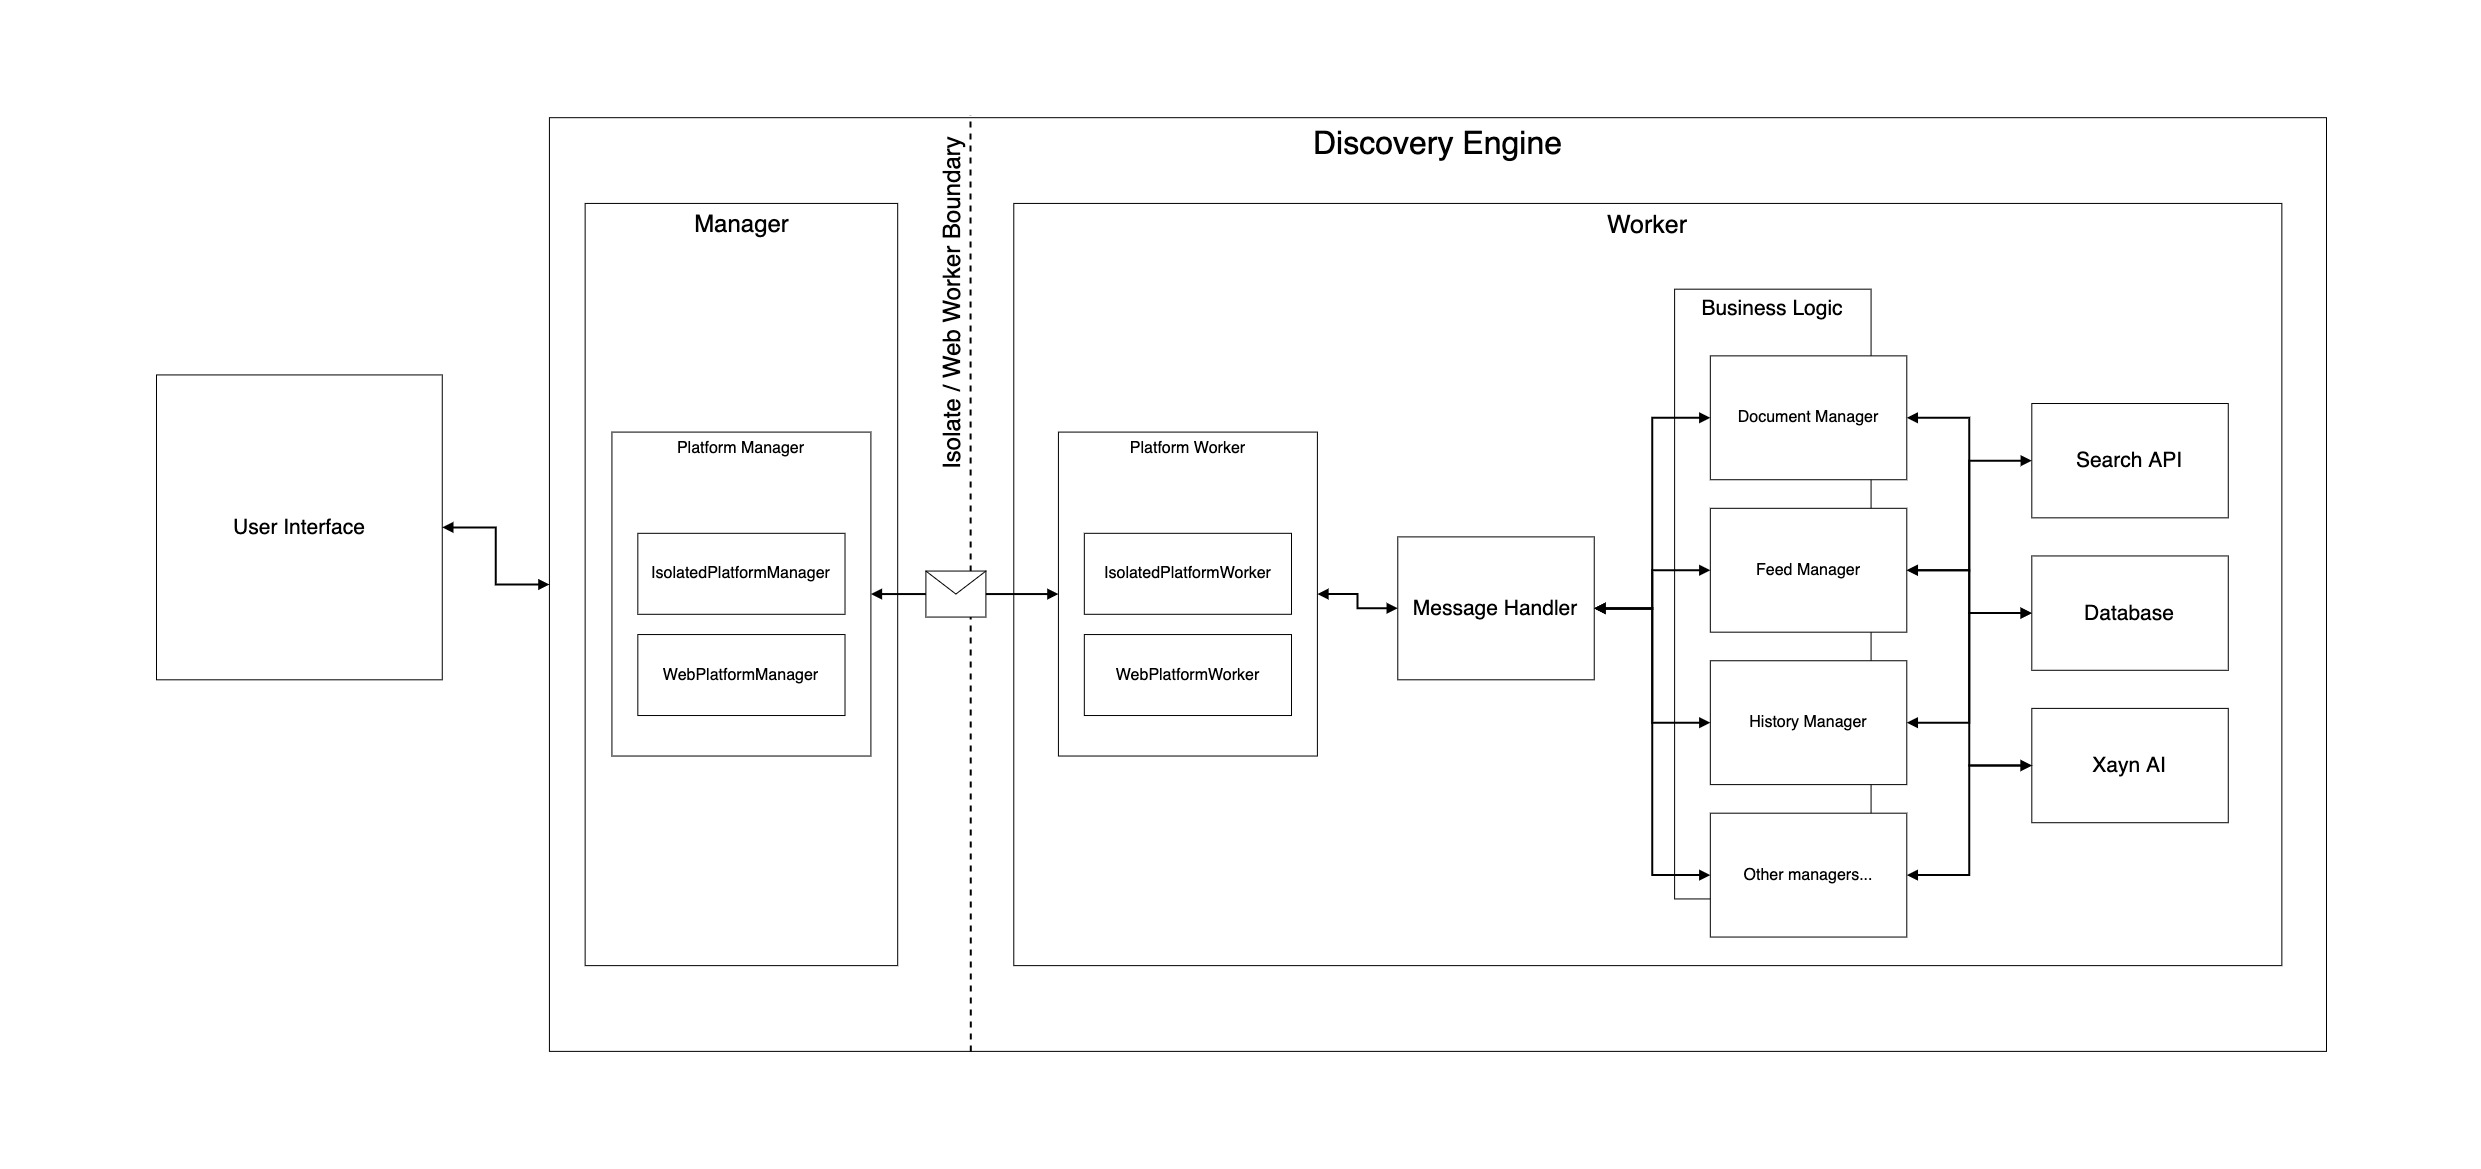 Discovery Engine
Isolate / Web Worker Boundary
Manager
Worker
Business Logic
User Interface
Platform Manager
IsolatedPlatformManager
WebPlatformManager
Platform Worker
IsolatedPlatformWorker
WebPlatformWorker
Message Handler
Document Manager
Feed Manager
History Manager
Other managers...
Search API
Database
Xayn AI